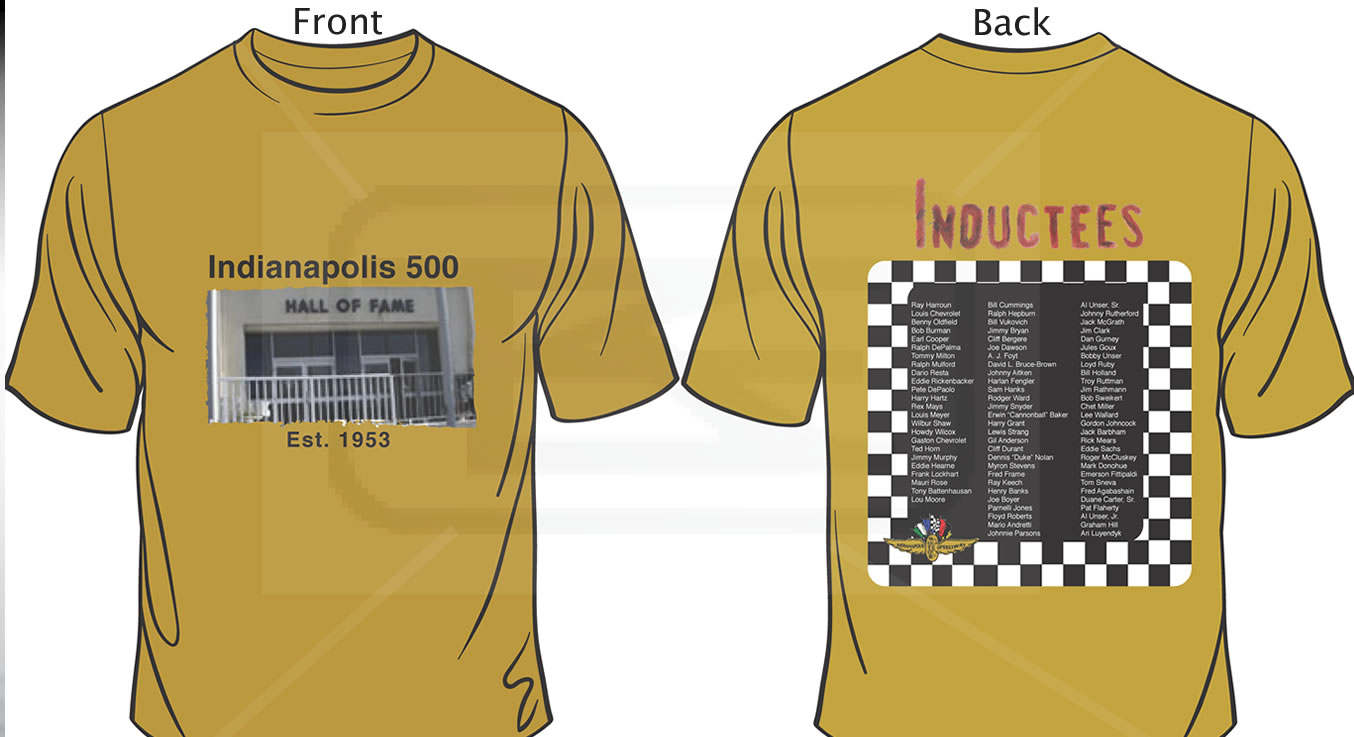 Front
Indianapolis 500
HALL OF FAME
Est. 1953
Back
INDUCTEES
Ray Harroun
Louis Chevrolet
Benny Oldfield
Bob Burman
Earl Cooper
Ralph DePalma
Tommy Milton
Ralph Mulford
Dario Resta
Eddie Rickenbacker
Pete DePaolo
Harry Hartz
Rex Mays
Louis Meyer
Wilbur Shaw
Howdy Wilcox
Gaston Chevrolet
Ted Horn
Jimmy Murphy
Eddie Hearne
Frank Lockhart
Mauri Rose
Tony Battenhausan
Lou Moore
Bill Cummings
Ralph Hepburn
Bill Vukovich
Jimmy Bryan
Cliff Bergere
Joe Dawson
A. J. Foyt
David L. Bruce-Brown
Johnny Aitken
Harlan Fengler
Sam Hanks
Rodger Ward
Jimmy Snyder
Erwin "Cannonball" Baker
Harry Grant
Lewis Strang
Gil Anderson
Cliff Durant
Dennis "Duke" Nolan
Myron Stevens
Fred Frame
Ray Keech
Henry Banks
Joe Boyer
Parnelli Jones
Floyd Roberts
Mario Andretti
Johnnie Parsons
Al Unser, Sr.
Johnny Rutherford
Jack McGrath
Jim Clark
Dan Gurney
Jules Goux
Bobby Unser
Loyd Ruby
Bill Holland
Troy Ruttman
Jim Rathmann
Bob Sweikert
Chet Miller
Lee Wallard
Gordon Johncock
Jack Barbham
Rick Mears
Eddie Sachs
Roger McCluskey
Mark Donohue
Emerson Fittipaldi
Tom Sneva
Fred Agabashain
Duane Carter, Sr.
Pat Flaherty
Al Unser, Jr.
Graham Hill
Ari Luyendyk
INDIANAPOLIS SPEEDWAY